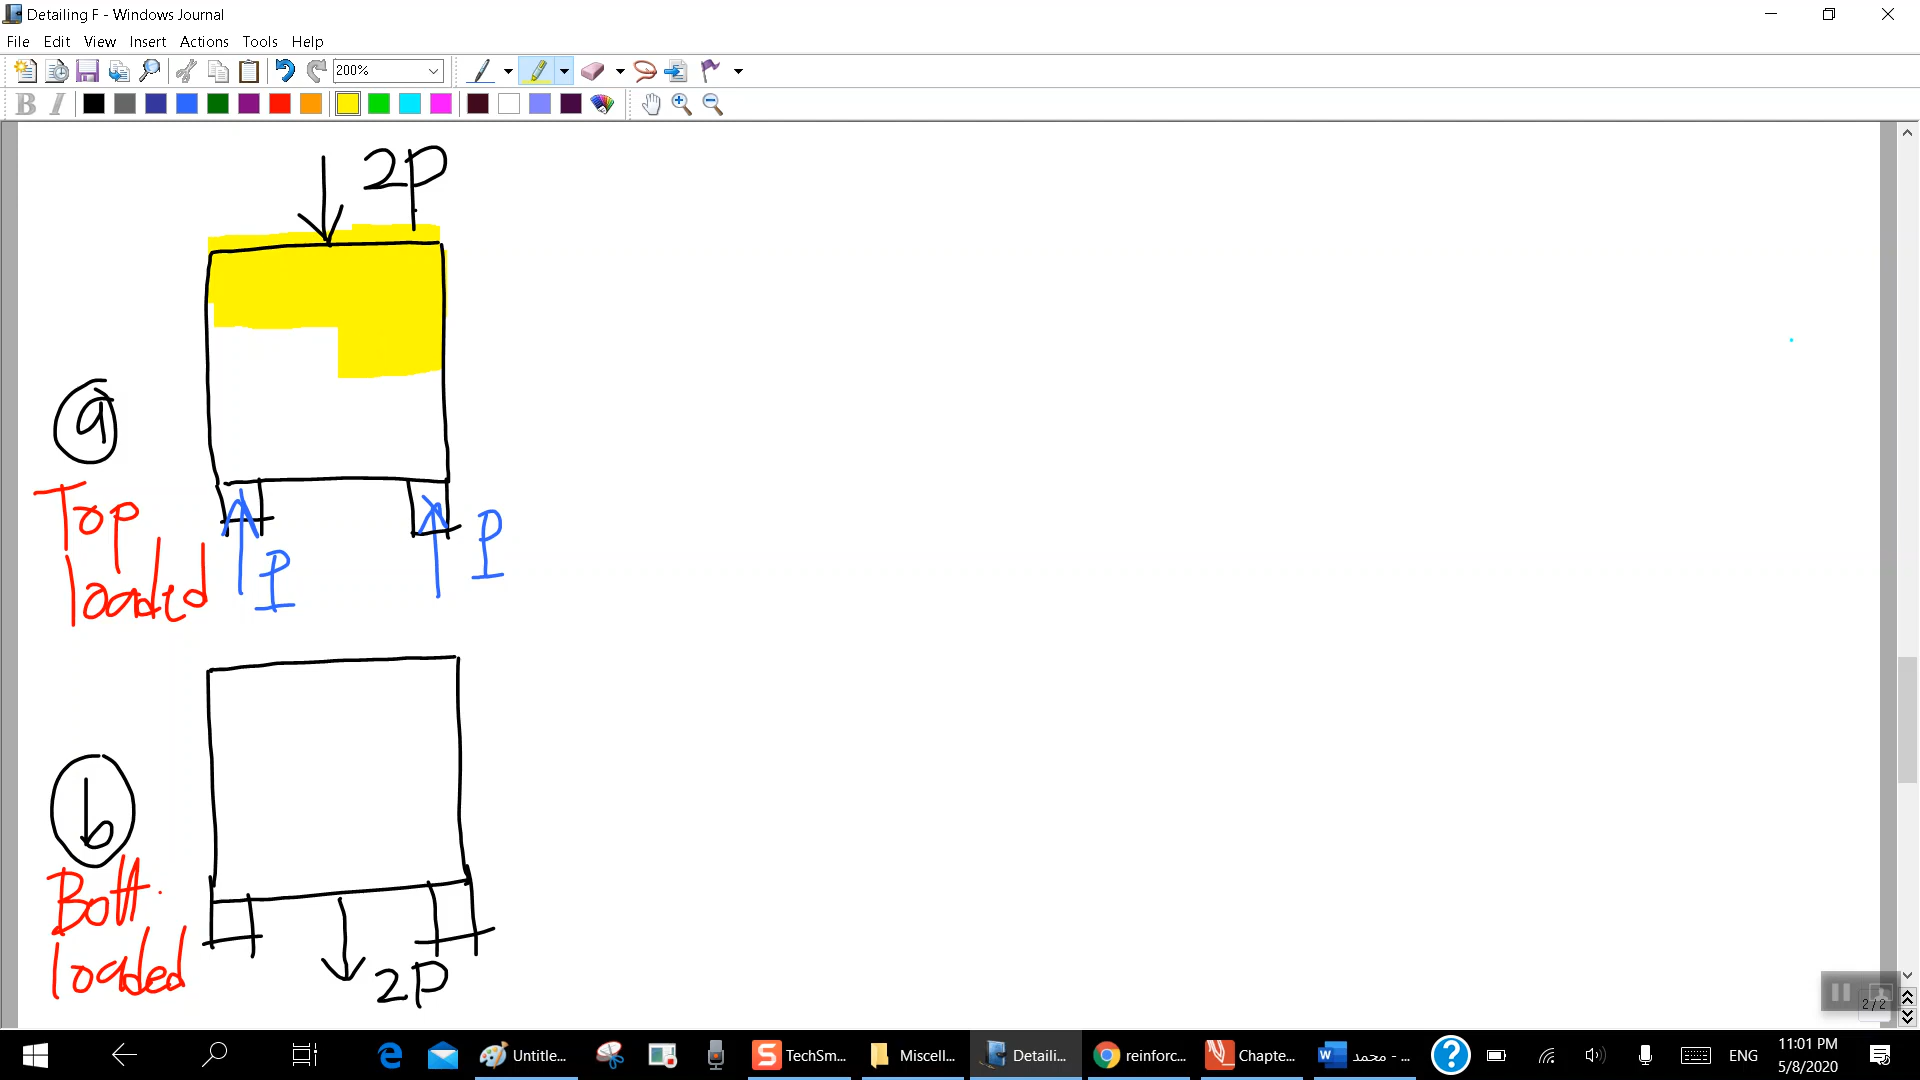 Detailing F - Windows Journal
File Edit View Insert Actions Tools Help
200%
B I
2P
a
Top
loaded
P
P
b
Bott.
loaded
2P
2 / 2
Untitle...
TechSm...
Miscell...
Detaili...
reinforc...
Chapte...
محمد - ...
ENG
11:01 PM
5/8/2020